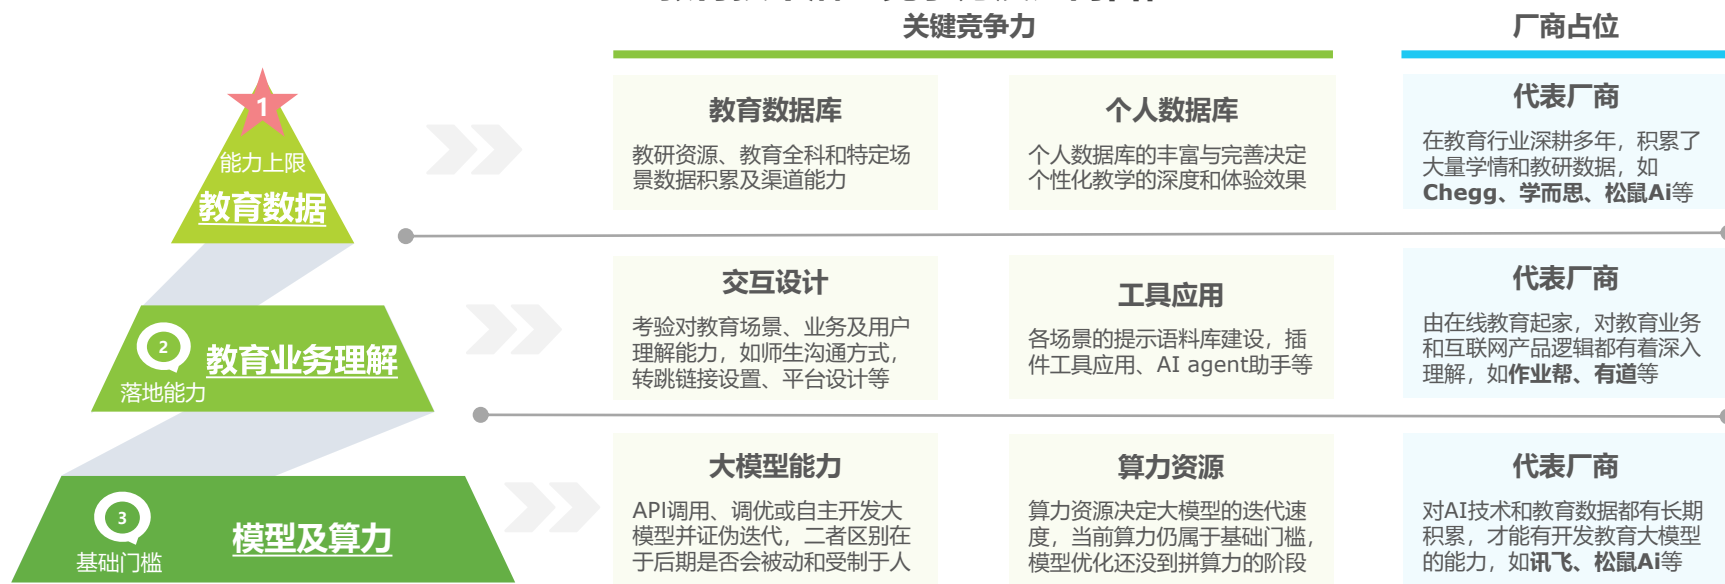 关键竞争力
厂商占位
1
能力上限
教育数据
教育数据库
教研资源、教育全科和特定场
景数据积累及渠道能力
个人数据库
个人数据库的丰富与完善决定
个性化教学的深度和体验效果
代表厂商
在教育行业深耕多年，积累了
大量学情和教研数据，如
Chegg、学而思、松鼠Ai等
2
落地能力
教育业务理解
交互设计
考验对教育场景、业务及用户
理解能力，如师生沟通方式，
转跳链接设置、平台设计等
工具应用
各场景的提示语料库建设，插
件工具应用、AI agent助手等
代表厂商
由在线教育起家，对教育业务
和互联网产品逻辑都有着深入
理解，如作业帮、有道等
3
基础门槛
模型及算力
大模型能力
API调用、调优或自主开发大
模型并证伪迭代，二者区别在
于后期是否会被动和受制于人
算力资源
算力资源决定大模型的迭代速
度，当前算力仍属于基础门槛，
模型优化还没到拼算力的阶段
代表厂商
对AI技术和教育数据都有长期
积累，才能有开发教育大模型
的能力，如讯飞、松鼠Ai等